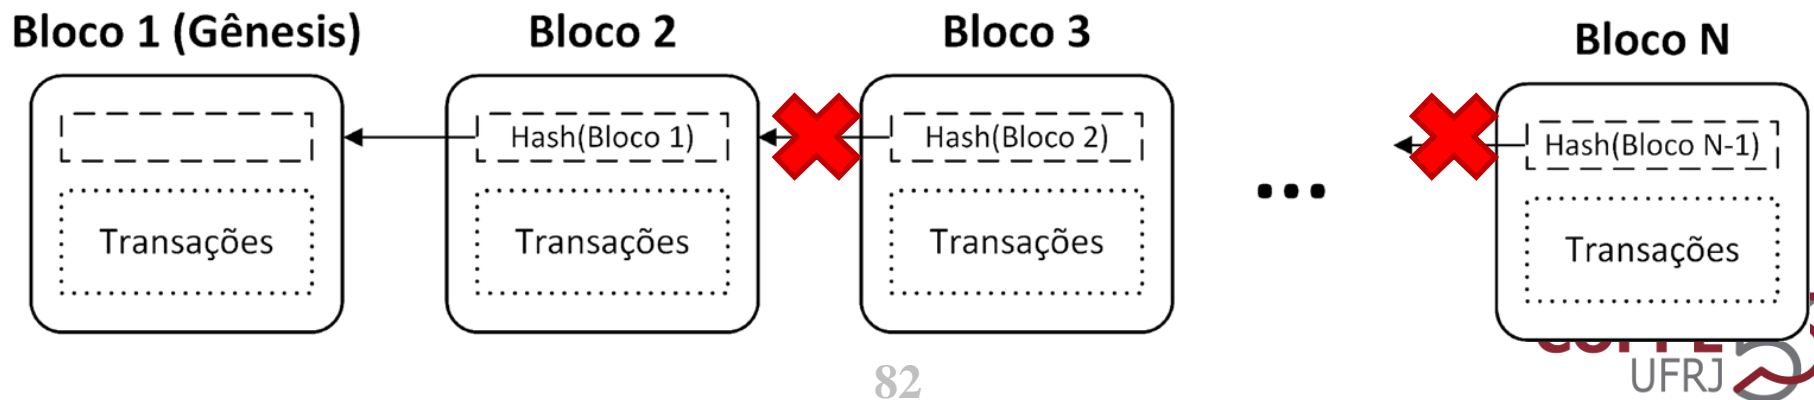 Bloco 1 (Gênesis)
Bloco 2
Bloco 3
Bloco N
Hash(Bloco 1)
Hash(Bloco 2)
Hash(Bloco N-1)
...
Transações
Transações
Transações
Transações
82
UFRJ